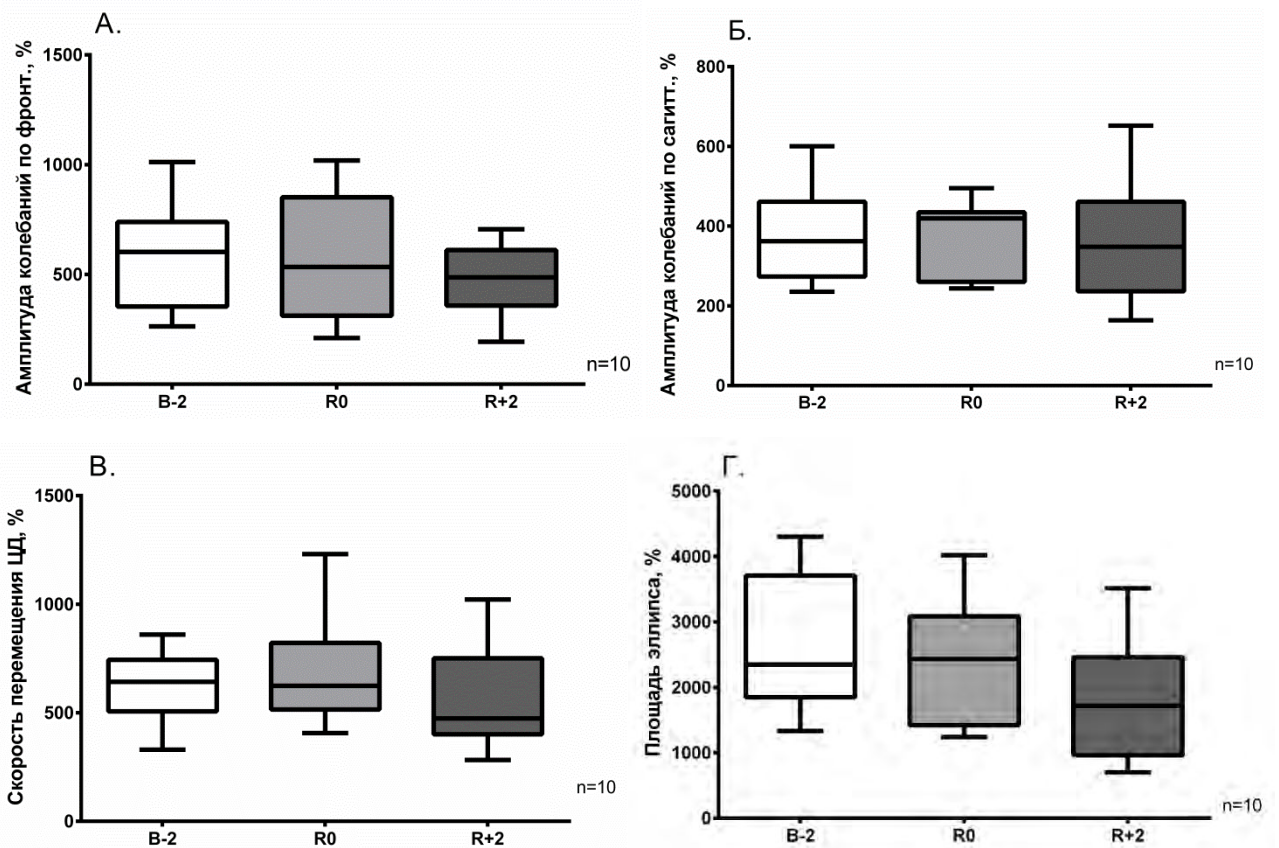 А.
Амплитуда колебаний по фронт., %
1500
1000
500
0
B-2
R0
R+2
n=10
Б.
Амплитуда колебаний по сагитт., %
800
600
400
200
0
B-2
R0
R+2
n=10
В.
Скорость перемещения ЦД, %
1500
1000
500
0
B-2
R0
R+2
n=10
Г.
Площадь эллипса, %
5000
4000
3000
2000
1000
0
B-2
R0
R+2
n=10